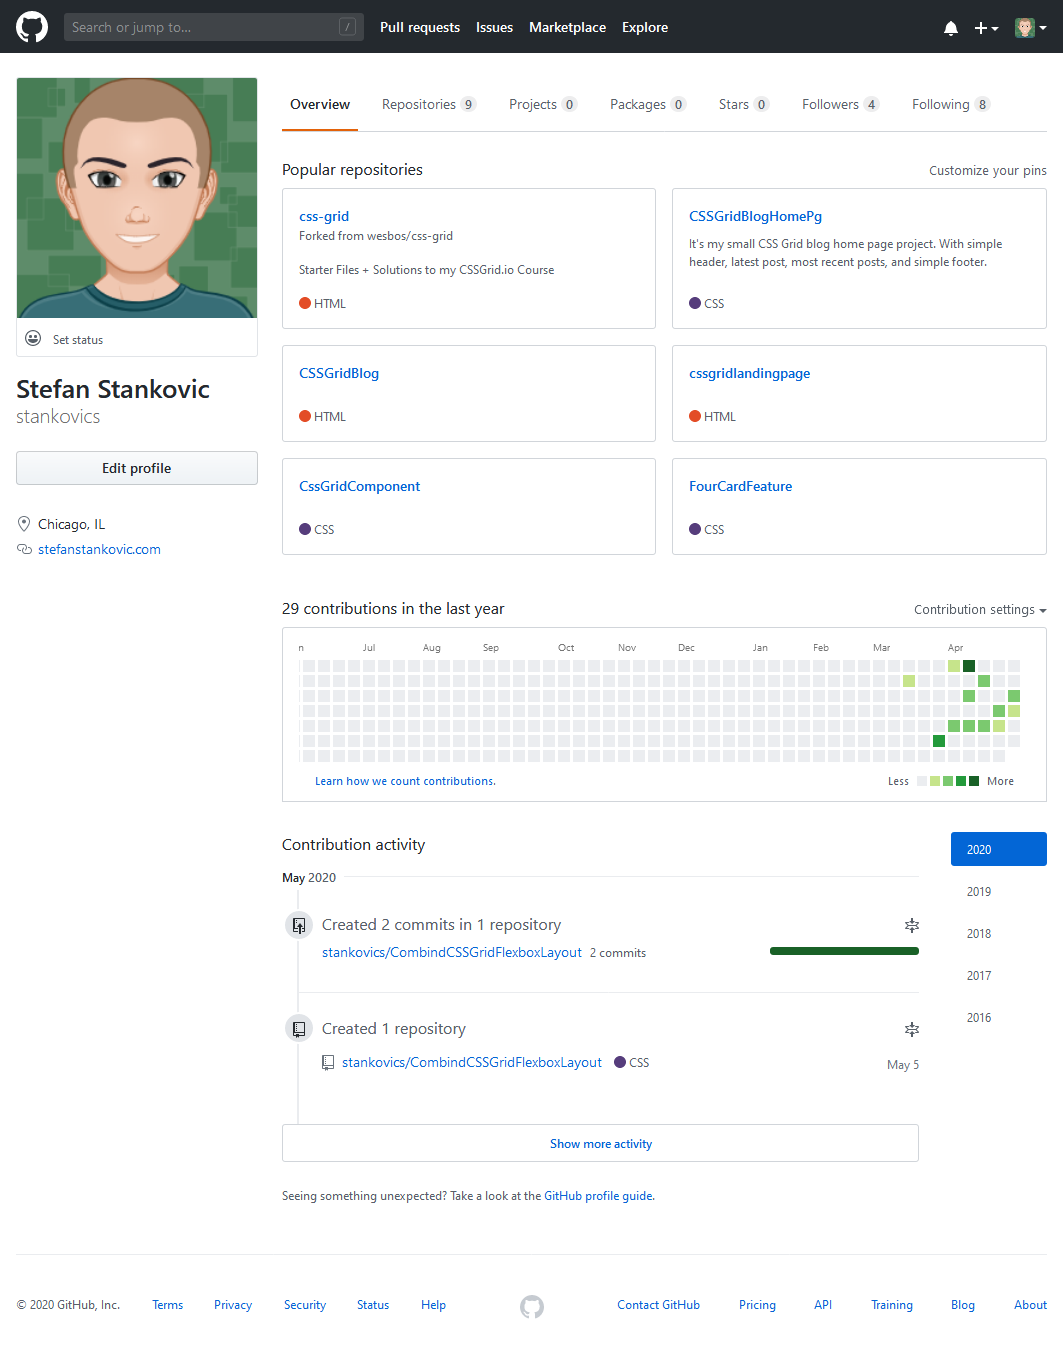 Search or jump to...
/
Pull requests Issues Marketplace Explore
Overview Repositories 9 Projects 0 Packages 0 Stars 0 Followers 4 Following 8
Set status
Stefan Stankovic
stankovics
Edit profile
Chicago, IL
stefanstankovic.com
Popular repositories
Customize your pins
css-grid
Forked from wesbos/css-grid
Starter Files + Solutions to my CSSGrid.io Course
HTML
CSSGridBlogHomePg
It's my small CSS Grid blog home page project. With simple
header, latest post, most recent posts, and simple footer.
CSS
CSSGridBlog
HTML
cssgridlandingpage
HTML
CssGridComponent
CSS
FourCardFeature
CSS
29 contributions in the last year
Contribution settings
n Jul Aug Sep Oct Nov Dec Jan Feb Mar Apr
Learn how we count contributions.
Less More
Contribution activity
May 2020
Created 2 commits in 1 repository
stankovics/CombindCSSGridFlexboxLayout 2 commits
Created 1 repository
stankovics/CombindCSSGridFlexboxLayout CSS May 5
Show more activity
Seeing something unexpected? Take a look at the GitHub profile guide.
2020
2019
2018
2017
2016
© 2020 GitHub, Inc. Terms Privacy Security Status Help Contact GitHub Pricing API Training Blog About